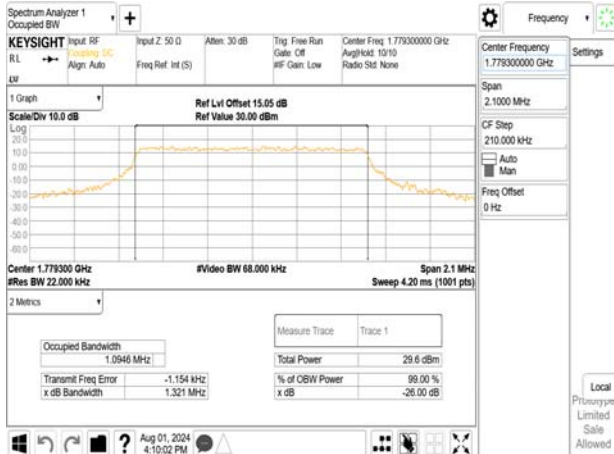 Spectrum Analyzer 1
Occupied BW
+
Frequency
KEYSIGHT
RL
Input: RF
Coupling: DC
Align: Auto
Input Z: 50 Ω
Freq Ref: Int (S)
Atten: 30 dB
Trig: Free Run
Gate: Off
#IF Gain: Low
Center Freq: 1.779300000 GHz
Avg|Hold: 10/10
Radio Std: None
1 Graph
Scale/Div 10.0 dB
Ref Lvl Offset 15.05 dB
Ref Value 30.00 dBm
Log
20.0
10.0
0.00
-10.0
-20.0
-30.0
-40.0
-50.0
-60.0
Center 1.779300 GHz
#Res BW 22.000 kHz
#Video BW 68.000 kHz
Span 2.1 MHz
Sweep 4.20 ms (1001 pts)
2 Metrics
Measure Trace
Trace 1
Occupied Bandwidth
1.0946 MHz
Total Power
29.6 dBm
Transmit Freq Error
-1.154 kHz
% of OBW Power
99.00 %
x dB Bandwidth
1.321 MHz
x dB
-26.00 dB
Center Frequency
1.779300000 GHz
Settings
Span
2.1000 MHz
CF Step
210.000 kHz
Auto
Man
Freq Offset
0 Hz
Local
Prototype
Limited
Sale
Allowed
?
Aug 01, 2024
4:10:02 PM